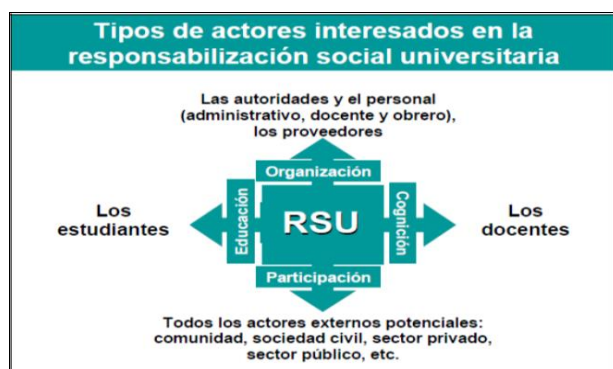 Tipos de actores interesados en la
responsabilización social universitaria
Las autoridades y el personal
(administrativo, docente y obrero),
los proveedores
Organización
Los
estudiantes
Educación
RSU
Cognición
Los
docentes
Participación
Todos los actores externos potenciales:
comunidad, sociedad civil, sector privado,
sector público, etc.